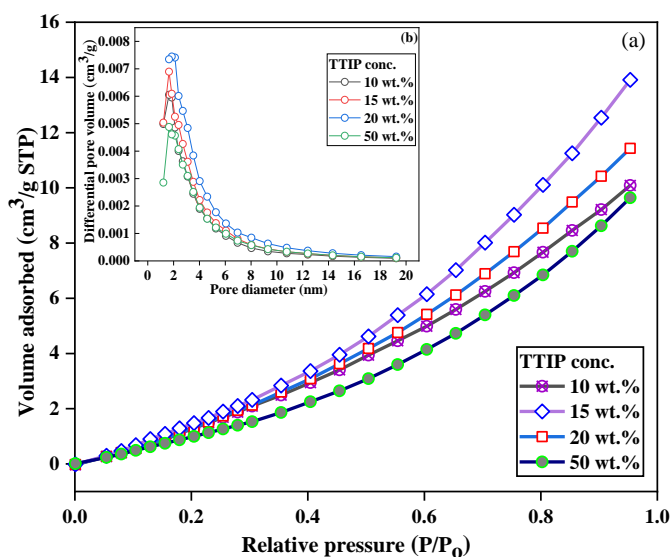 (a)
Volume adsorbed (cm³/g STP)
16
14
12
10
8
6
4
2
0
0.0
0.2
0.4
0.6
0.8
1.0
Relative pressure (P/P₀)
TTIP conc.
10 wt.%
15 wt.%
20 wt.%
50 wt.%
(b)
Differential pore volume (cm³/g)
0.008
0.007
0.006
0.005
0.004
0.003
0.002
0.001
0.000
0
2
4
6
8
10
12
14
16
18
20
Pore diameter (nm)
TTIP conc.
10 wt.%
15 wt.%
20 wt.%
50 wt.%